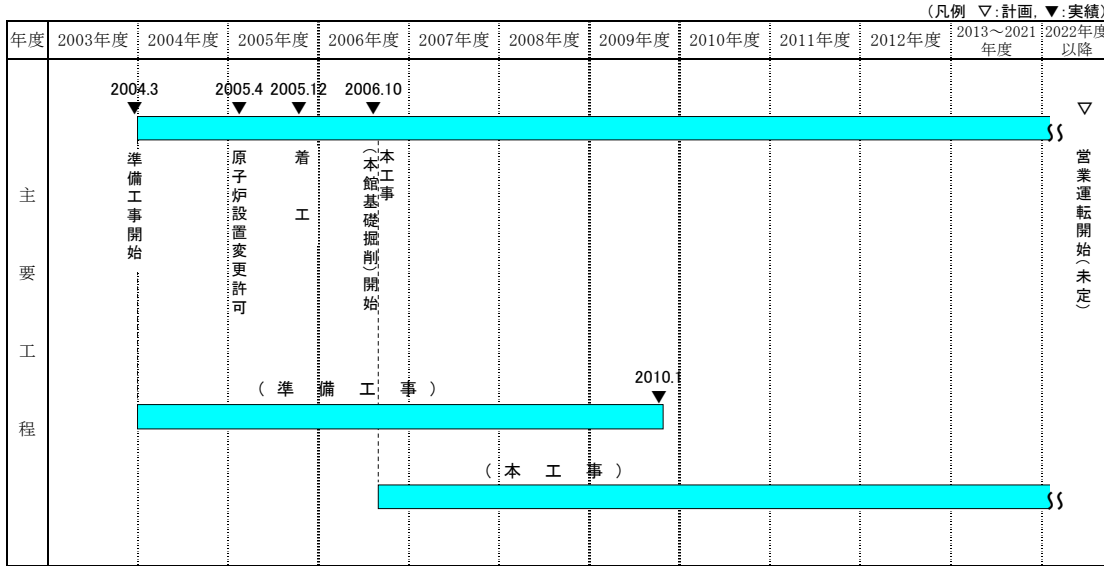 (凡例 ▽:計画, ▼:実績)
年度 2003年度 2004年度 2005年度 2006年度 2007年度 2008年度 2009年度 2010年度 2011年度 2012年度 2013～2021年度 2022年度以降
主要工程
2004.3 2005.4 2005.12 2006.10
▼ ▼ ▼ ▼ ▽
準備工事開始
原子炉設置変更許可
着工
本工事
(本館基礎掘削)開始
営業運転開始(未定)
(準備工事)
2010.1
▼
(本工事)